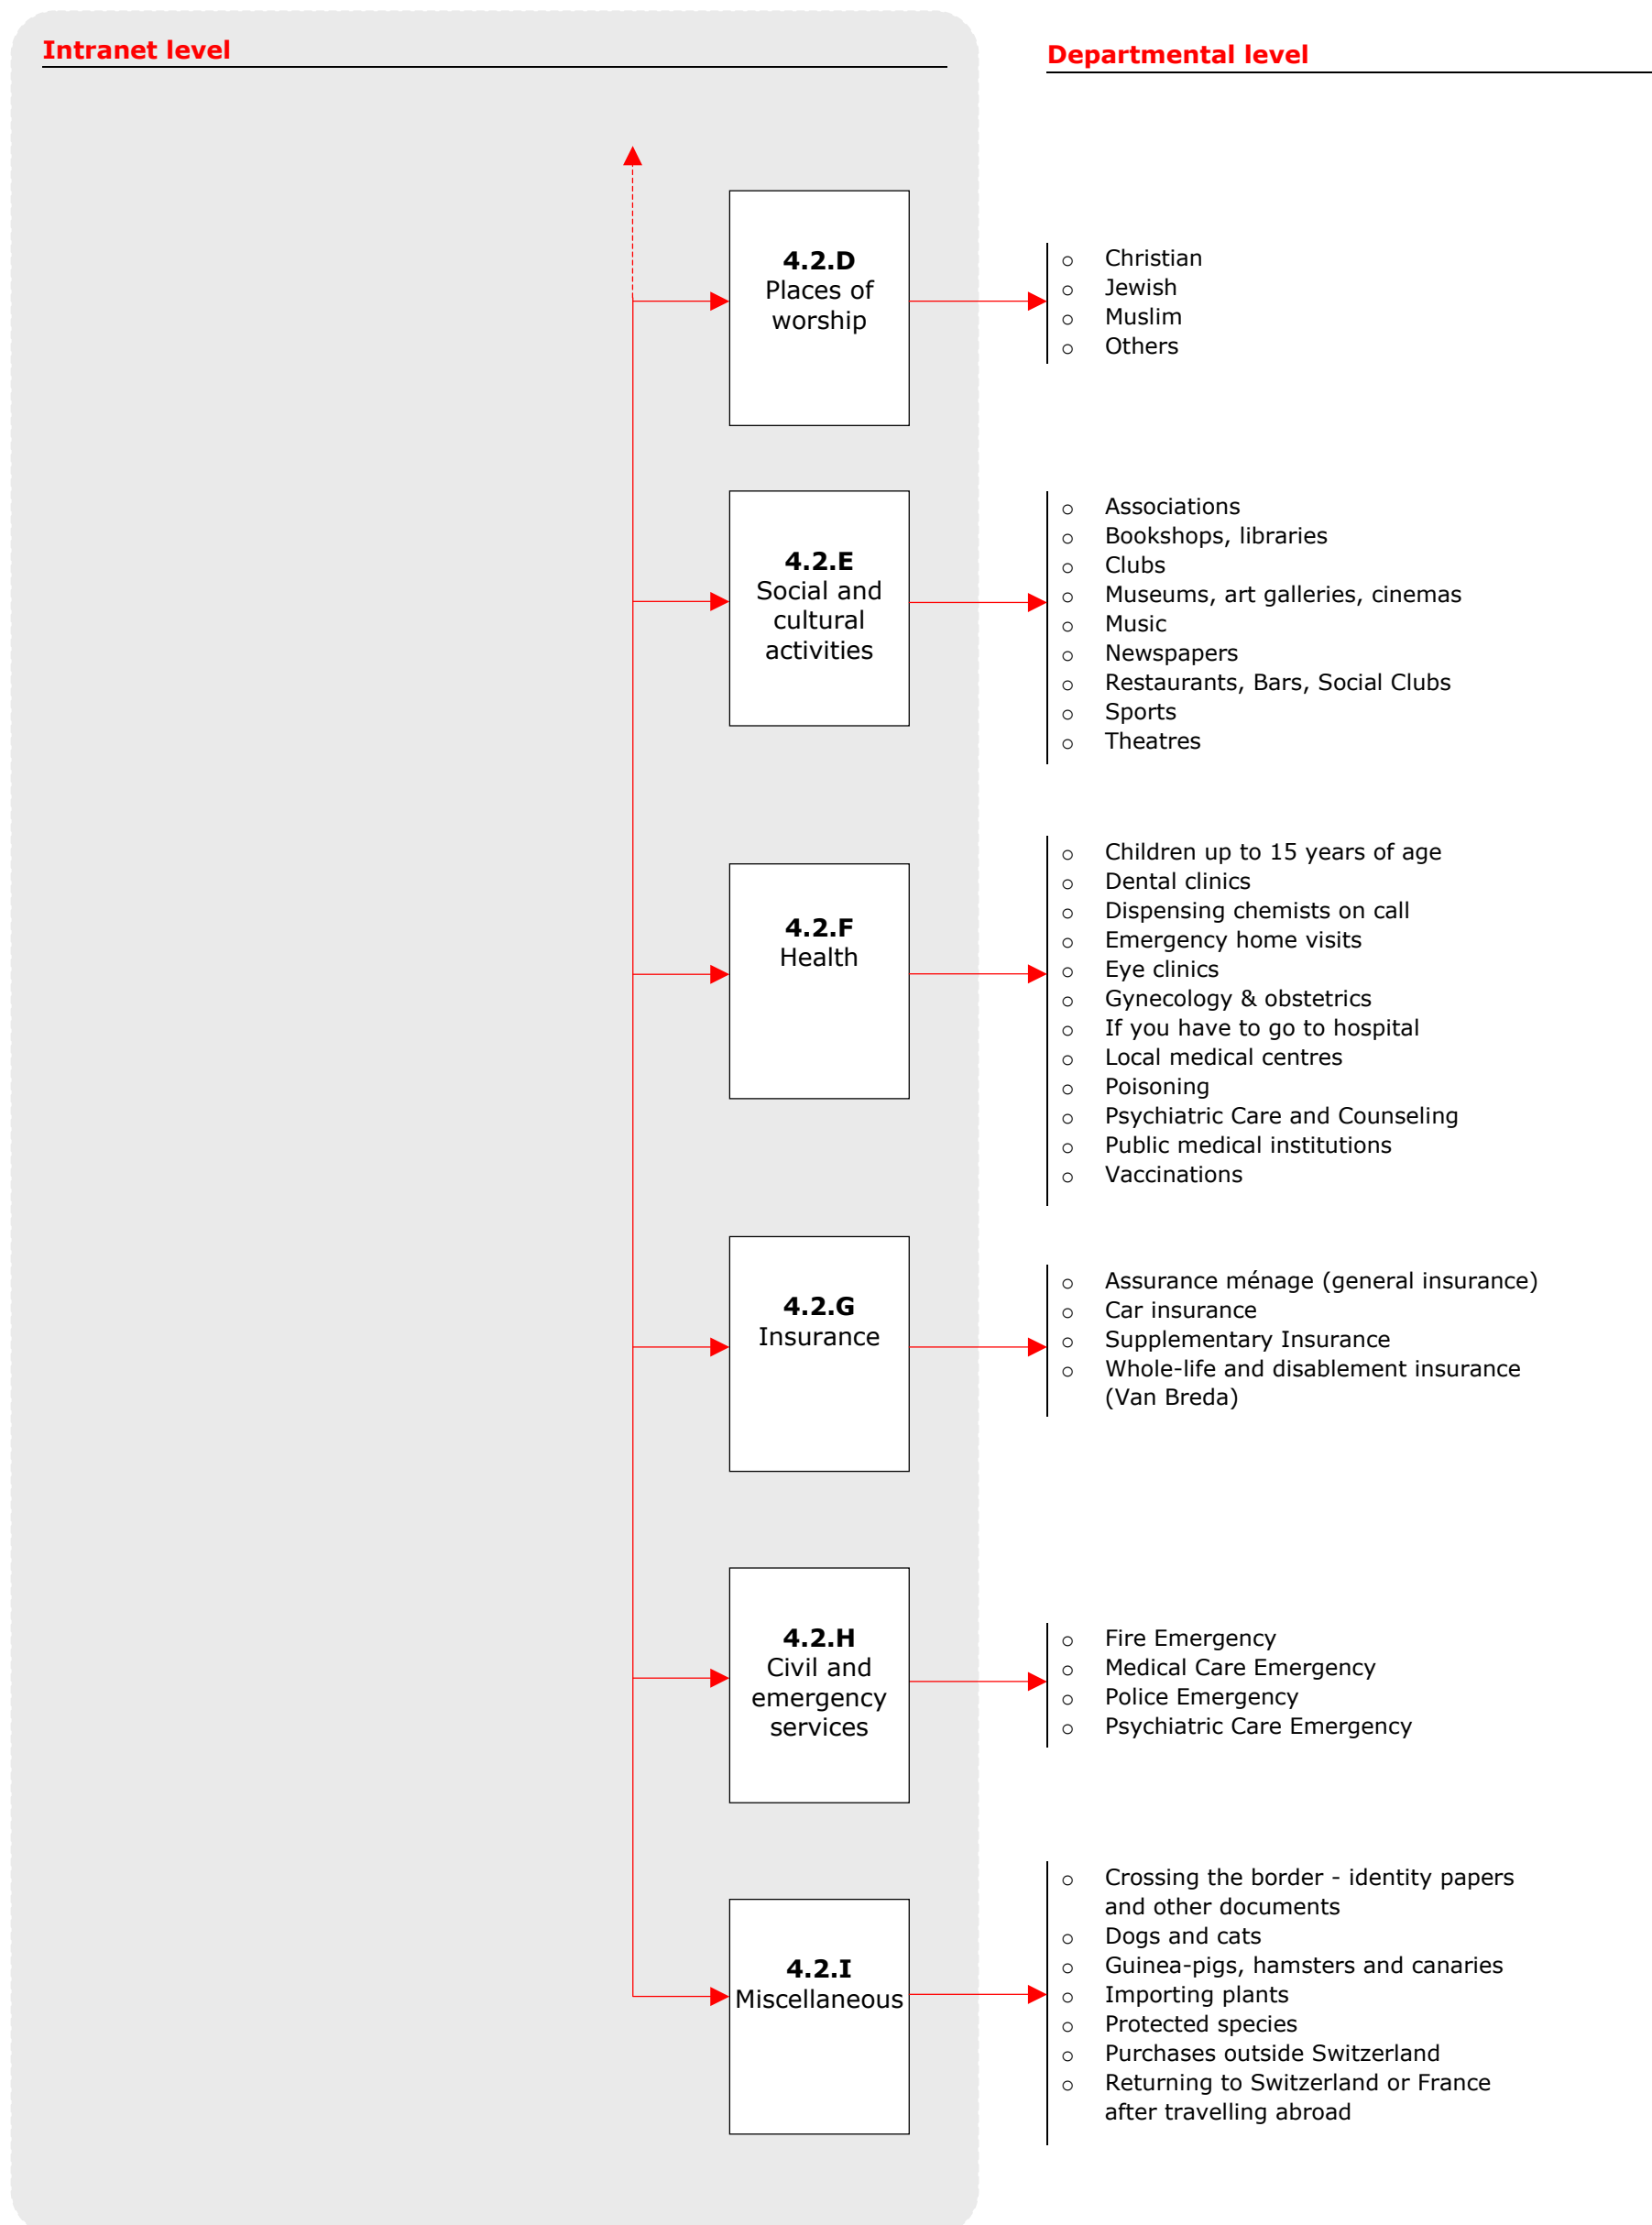 Intranet level
Departmental level
4.2.D
Places of
worship
○ Christian
○ Jewish
○ Muslim
○ Others
4.2.E
Social and
cultural
activities
○ Associations
○ Bookshops, libraries
○ Clubs
○ Museums, art galleries, cinemas
○ Music
○ Newspapers
○ Restaurants, Bars, Social Clubs
○ Sports
○ Theatres
4.2.F
Health
○ Children up to 15 years of age
○ Dental clinics
○ Dispensing chemists on call
○ Emergency home visits
○ Eye clinics
○ Gynecology & obstetrics
○ If you have to go to hospital
○ Local medical centres
○ Poisoning
○ Psychiatric Care and Counseling
○ Public medical institutions
○ Vaccinations
4.2.G
Insurance
○ Assurance ménage (general insurance)
○ Car insurance
○ Supplementary Insurance
○ Whole-life and disablement insurance
(Van Breda)
4.2.H
Civil and
emergency
services
○ Fire Emergency
○ Medical Care Emergency
○ Police Emergency
○ Psychiatric Care Emergency
4.2.I
Miscellaneous
○ Crossing the border - identity papers
and other documents
○ Dogs and cats
○ Guinea-pigs, hamsters and canaries
○ Importing plants
○ Protected species
○ Purchases outside Switzerland
○ Returning to Switzerland or France
after travelling abroad